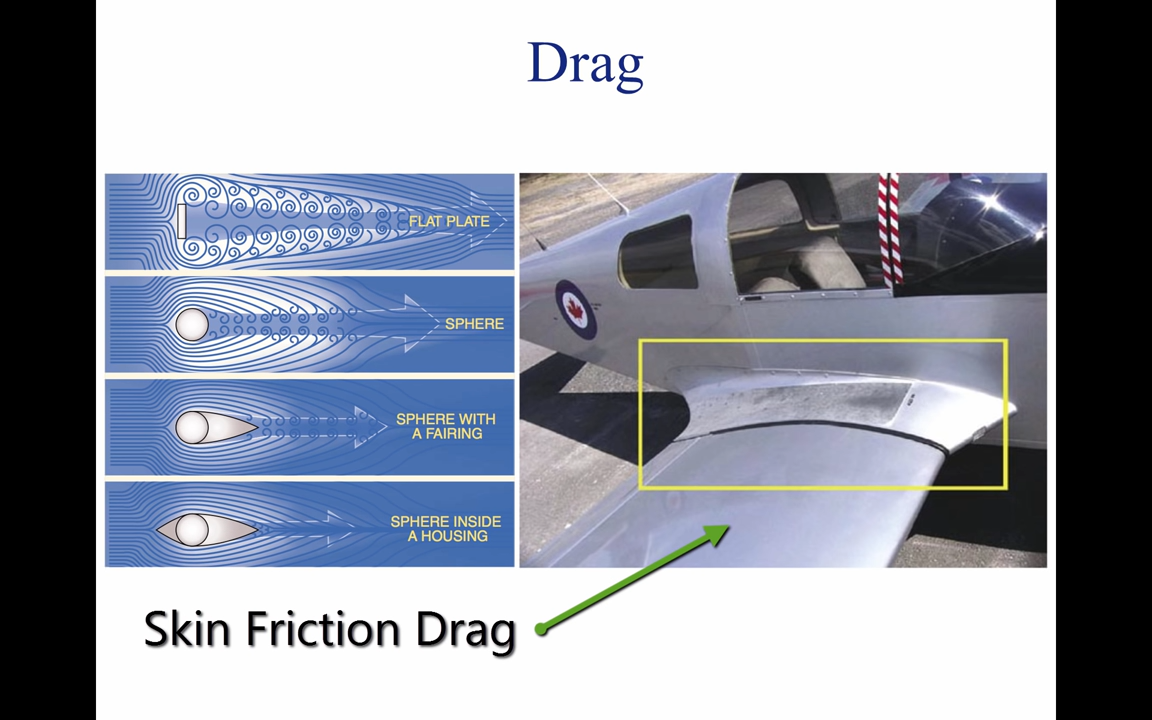 Drag
FLAT PLATE
SPHERE
SPHERE WITH
A FAIRING
SPHERE INSIDE
A HOUSING
Skin Friction Drag